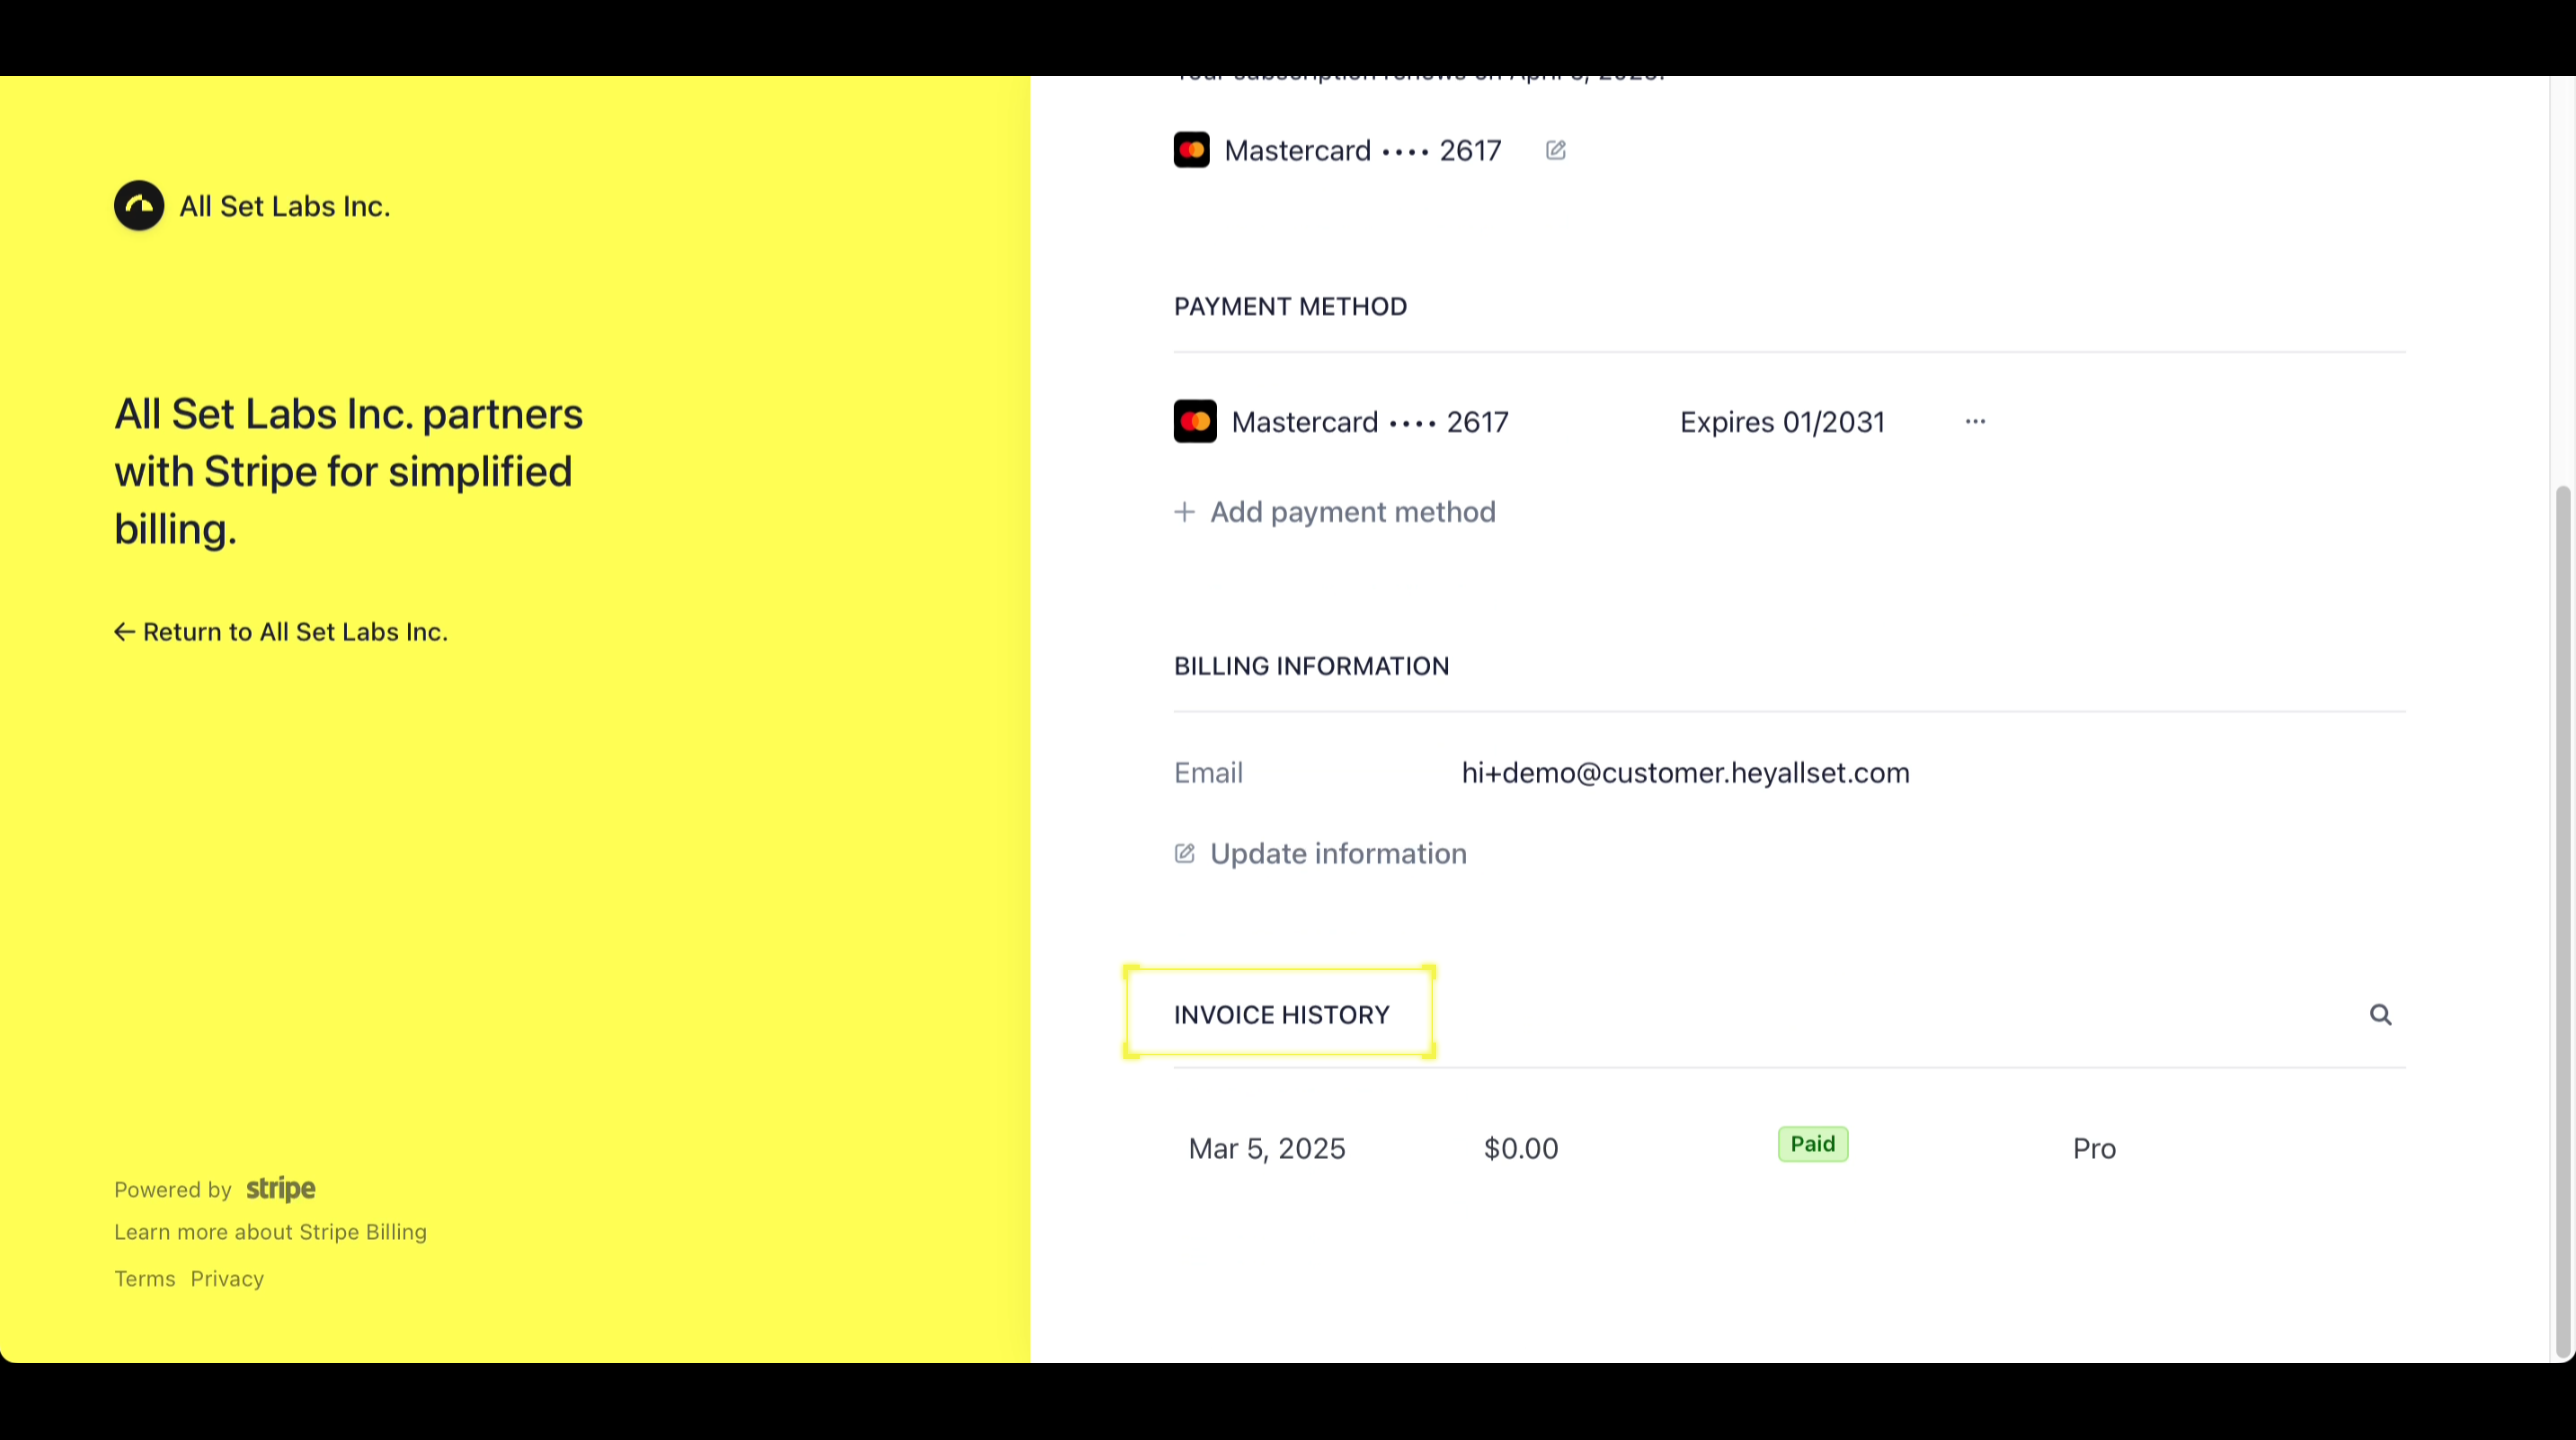 All Set Labs Inc.
All Set Labs Inc. partners
with Stripe for simplified
billing.
← Return to All Set Labs Inc.
Powered by stripe
Learn more about Stripe Billing
Terms Privacy
Mastercard •••• 2617
PAYMENT METHOD
Mastercard •••• 2617 Expires 01/2031 ···
+ Add payment method
BILLING INFORMATION
Email hi+demo@customer.heyallset.com
Update information
INVOICE HISTORY
Mar 5, 2025 $0.00 Paid Pro